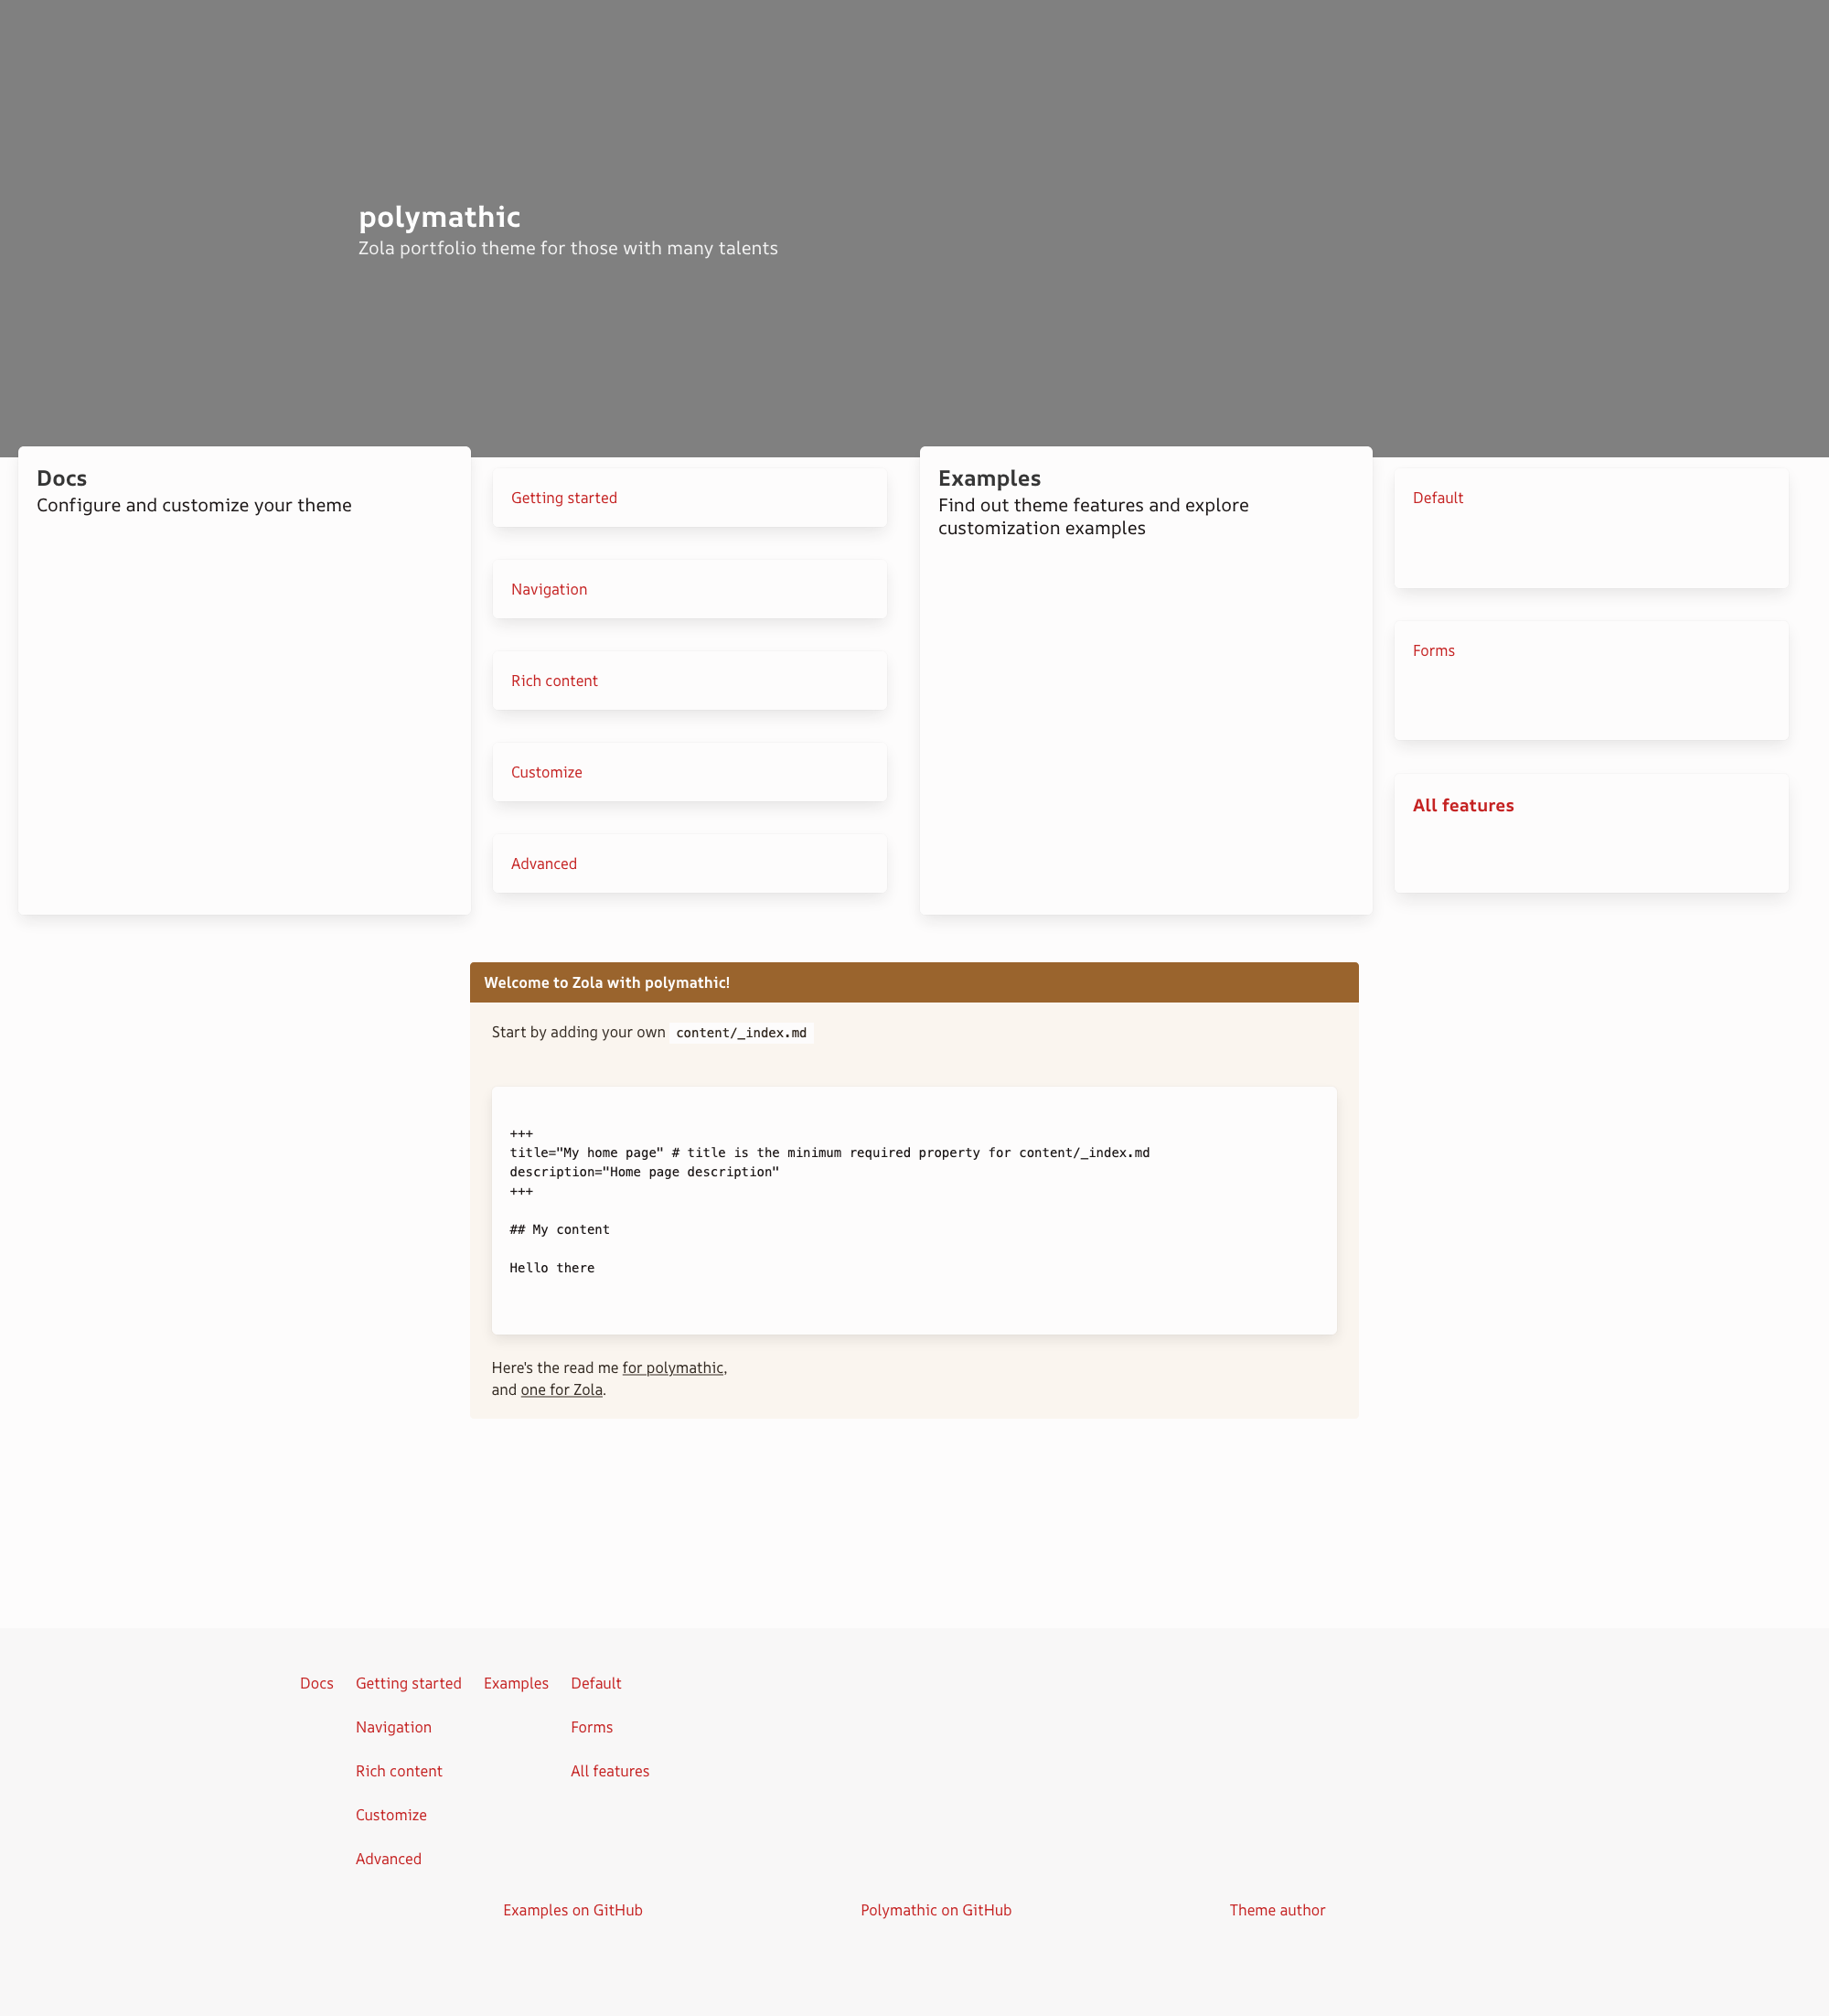 polymathic
Zola portfolio theme for those with many talents
Docs
Configure and customize your theme
Getting started
Navigation
Rich content
Customize
Advanced
Examples
Find out theme features and explore
customization examples
Default
Forms
All features
Welcome to Zola with polymathic!
Start by adding your own content/_index.md
+++
title="My home page" # title is the minimum required property for content/_index.md
description="Home page description"
+++
## My content
Hello there
Here's the read me for polymathic,
and one for Zola.
Docs
Getting started
Navigation
Rich content
Customize
Advanced
Examples
Default
Forms
All features
Examples on GitHub
Polymathic on GitHub
Theme author